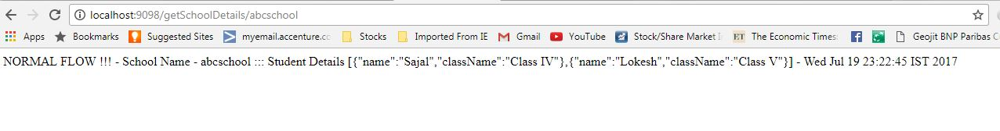 localhost:9098/getSchoolDetails/abcschool
Apps Bookmarks Suggested Sites myemail.accenture.co Stocks Imported From IE Gmail YouTube Stock/Share Market I ET The Economic Times: Geojit BNP Paribas C
NORMAL FLOW !!! - School Name - abcschool ::: Student Details [{"name":"Sajal","className":"Class IV"},{"name":"Lokesh","className":"Class V"}] - Wed Jul 19 23:22:45 IST 2017